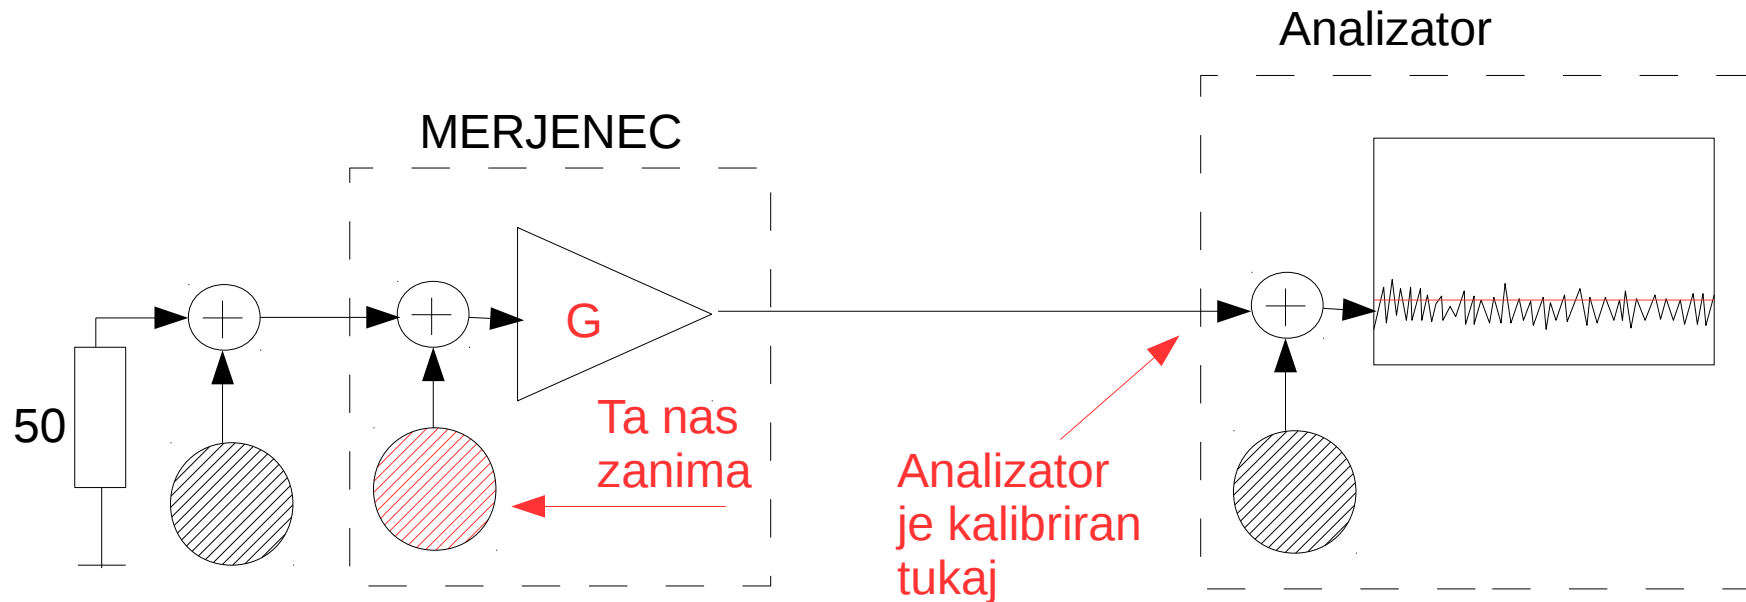 Analizator
MERJENEC
G
50
Ta nas
zanima
Analizator
je kalibriran
tukaj